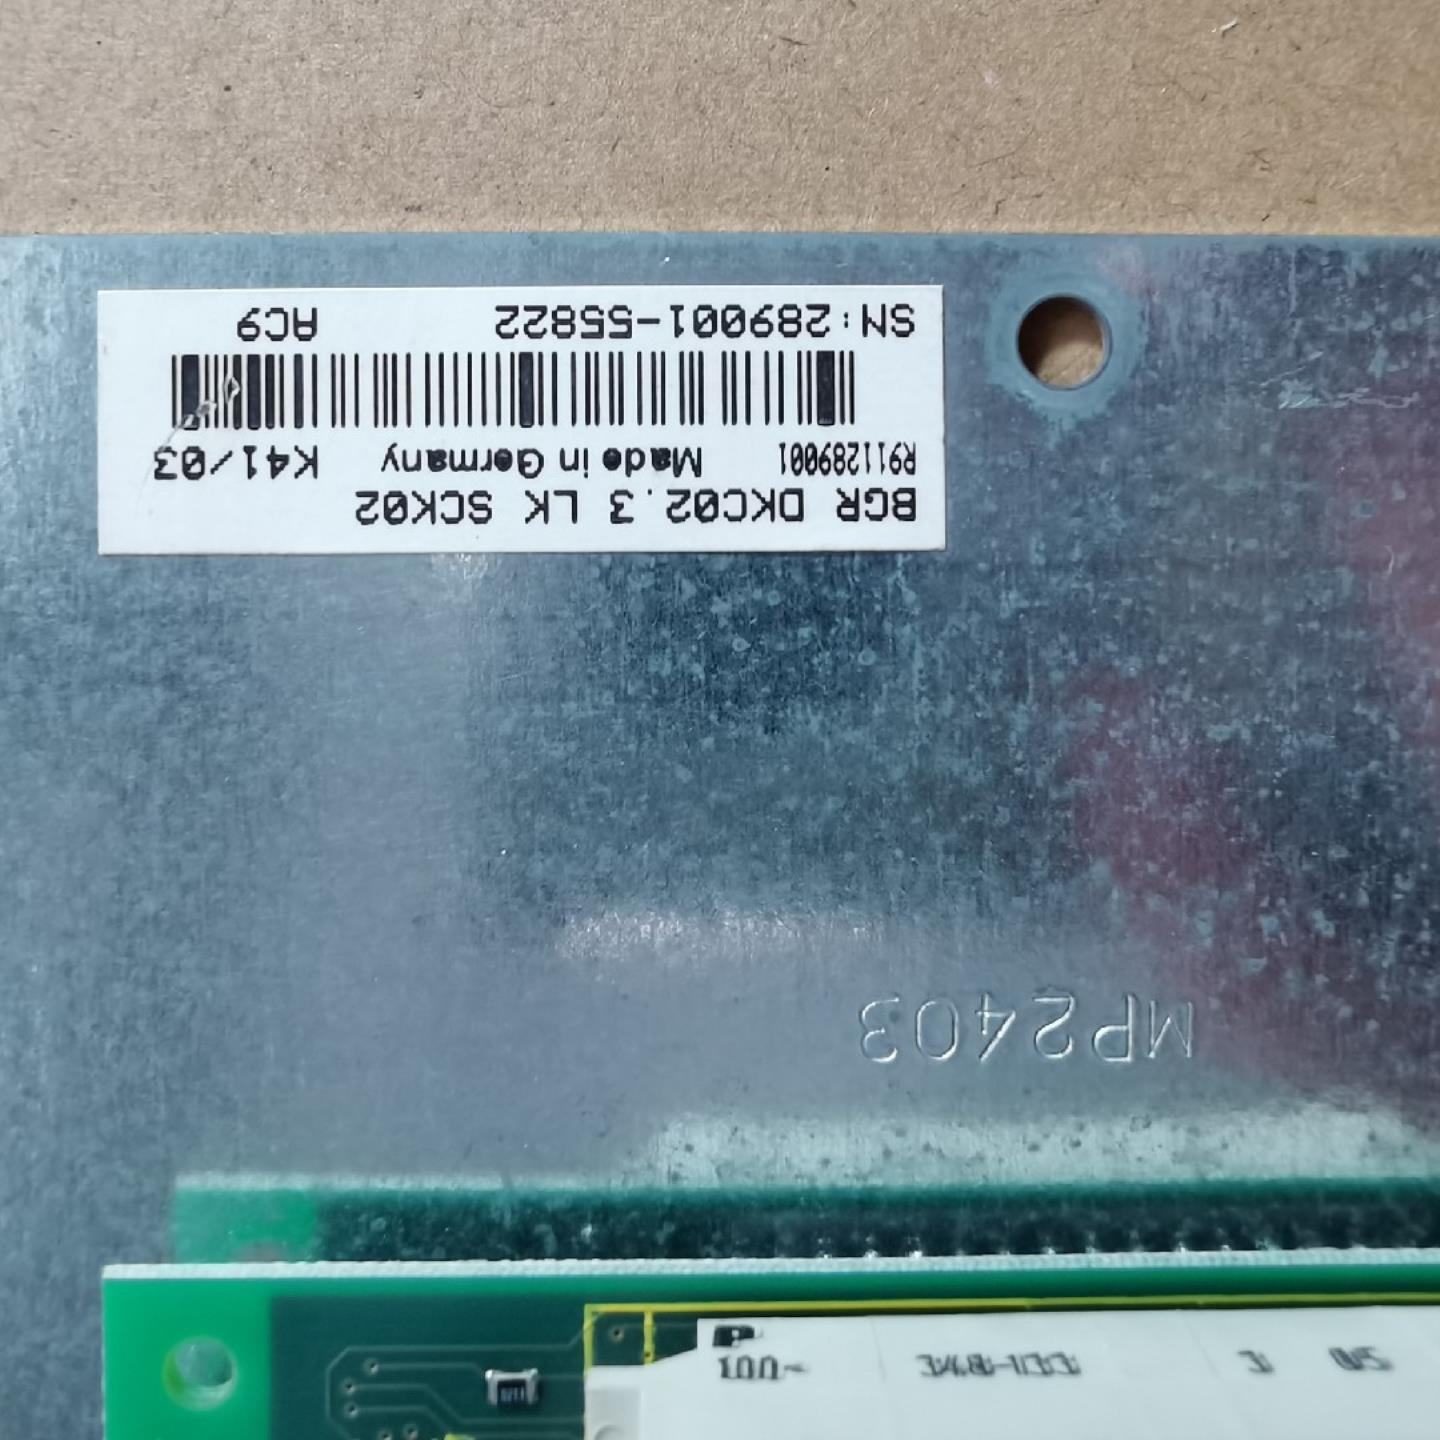 BGR DKC02.3 LK SCK02
R911289001 Made in Germany K41/03
SN:289001-55822 AC9
MP2403